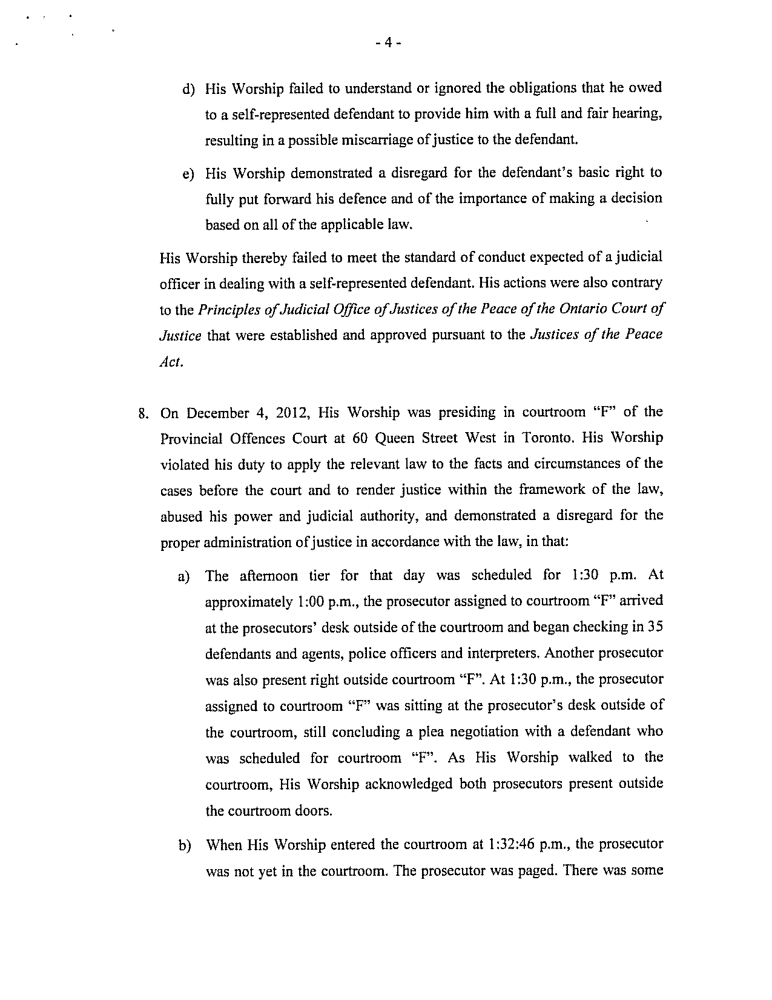 - 4 -
d) His Worship failed to understand or ignored the obligations that he owed
to a self-represented defendant to provide him with a full and fair hearing,
resulting in a possible miscarriage of justice to the defendant.
e) His Worship demonstrated a disregard for the defendant's basic right to
fully put forward his defence and of the importance of making a decision
based on all of the applicable law.
His Worship thereby failed to meet the standard of conduct expected of a judicial
officer in dealing with a self-represented defendant. His actions were also contrary
to the Principles of Judicial Office of Justices of the Peace of the Ontario Court of
Justice that were established and approved pursuant to the Justices of the Peace
Act.
8. On December 4, 2012, His Worship was presiding in courtroom “F” of the
Provincial Offences Court at 60 Queen Street West in Toronto. His Worship
violated his duty to apply the relevant law to the facts and circumstances of the
cases before the court and to render justice within the framework of the law,
abused his power and judicial authority, and demonstrated a disregard for the
proper administration of justice in accordance with the law, in that:
a) The afternoon tier for that day was scheduled for 1:30 p.m. At
approximately 1:00 p.m., the prosecutor assigned to courtroom “F” arrived
at the prosecutors’ desk outside of the courtroom and began checking in 35
defendants and agents, police officers and interpreters. Another prosecutor
was also present right outside courtroom “F”. At 1:30 p.m., the prosecutor
assigned to courtroom “F” was sitting at the prosecutor’s desk outside of
the courtroom, still concluding a plea negotiation with a defendant who
was scheduled for courtroom “F”. As His Worship walked to the
courtroom, His Worship acknowledged both prosecutors present outside
the courtroom doors.
b) When His Worship entered the courtroom at 1:32:46 p.m., the prosecutor
was not yet in the courtroom. The prosecutor was paged. There was some